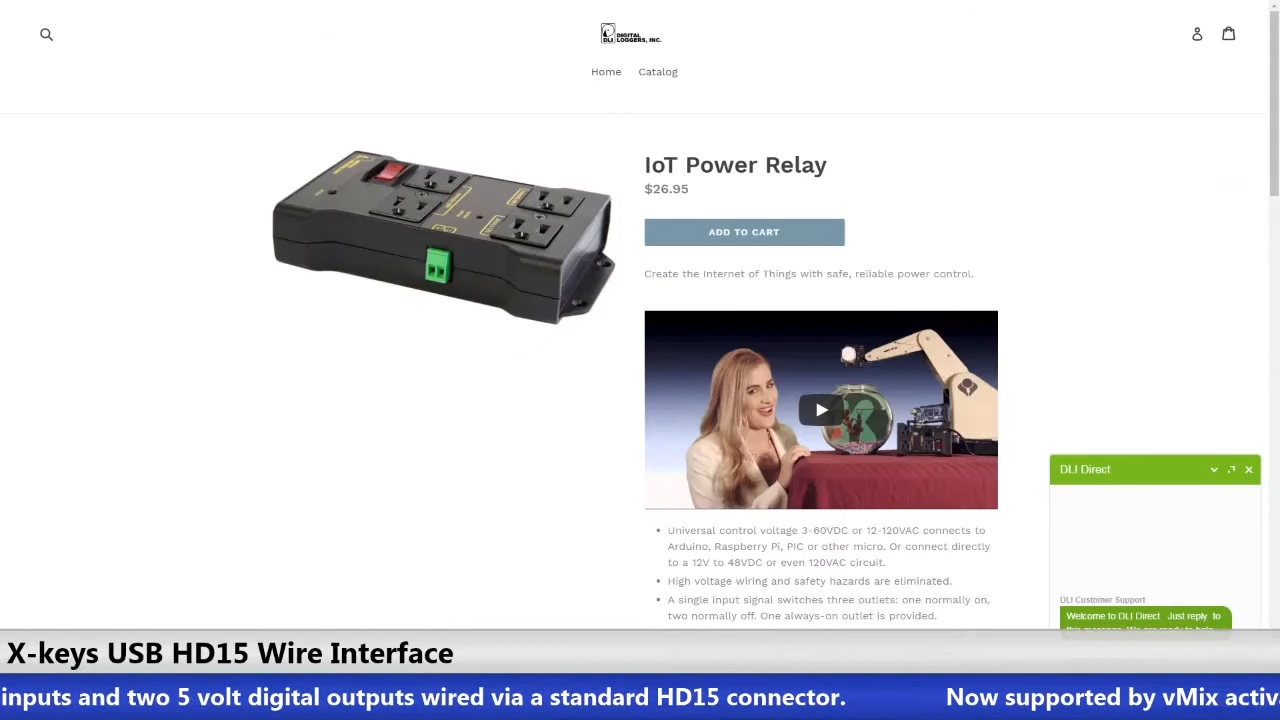 DIGITAL
DLI LOGGERS, INC.
Home Catalog
IoT Power Relay
$26.95
ADD TO CART
Create the Internet of Things with safe, reliable power control.
DLI Direct
• Universal control voltage 3-60VDC or 12-120VAC connects to
Arduino, Raspberry Pi, PIC or other micro. Or connect directly
to a 12V to 48VDC or even 120VAC circuit.
• High voltage wiring and safety hazards are eliminated.
• A single input signal switches three outlets: one normally on,
two normally off. One always-on outlet is provided.
DLI Customer Support
Welcome to DLI Direct Just reply to
X-keys USB HD15 Wire Interface
inputs and two 5 volt digital outputs wired via a standard HD15 connector. Now supported by vMix activ